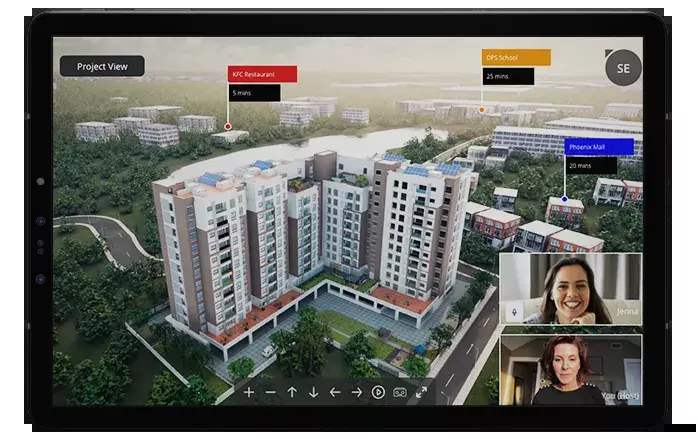 Project View
KFC Restaurant
5 mins
DPS School
25 mins
SE
Phoenix Mall
20 mins
Jenna
You (Host)